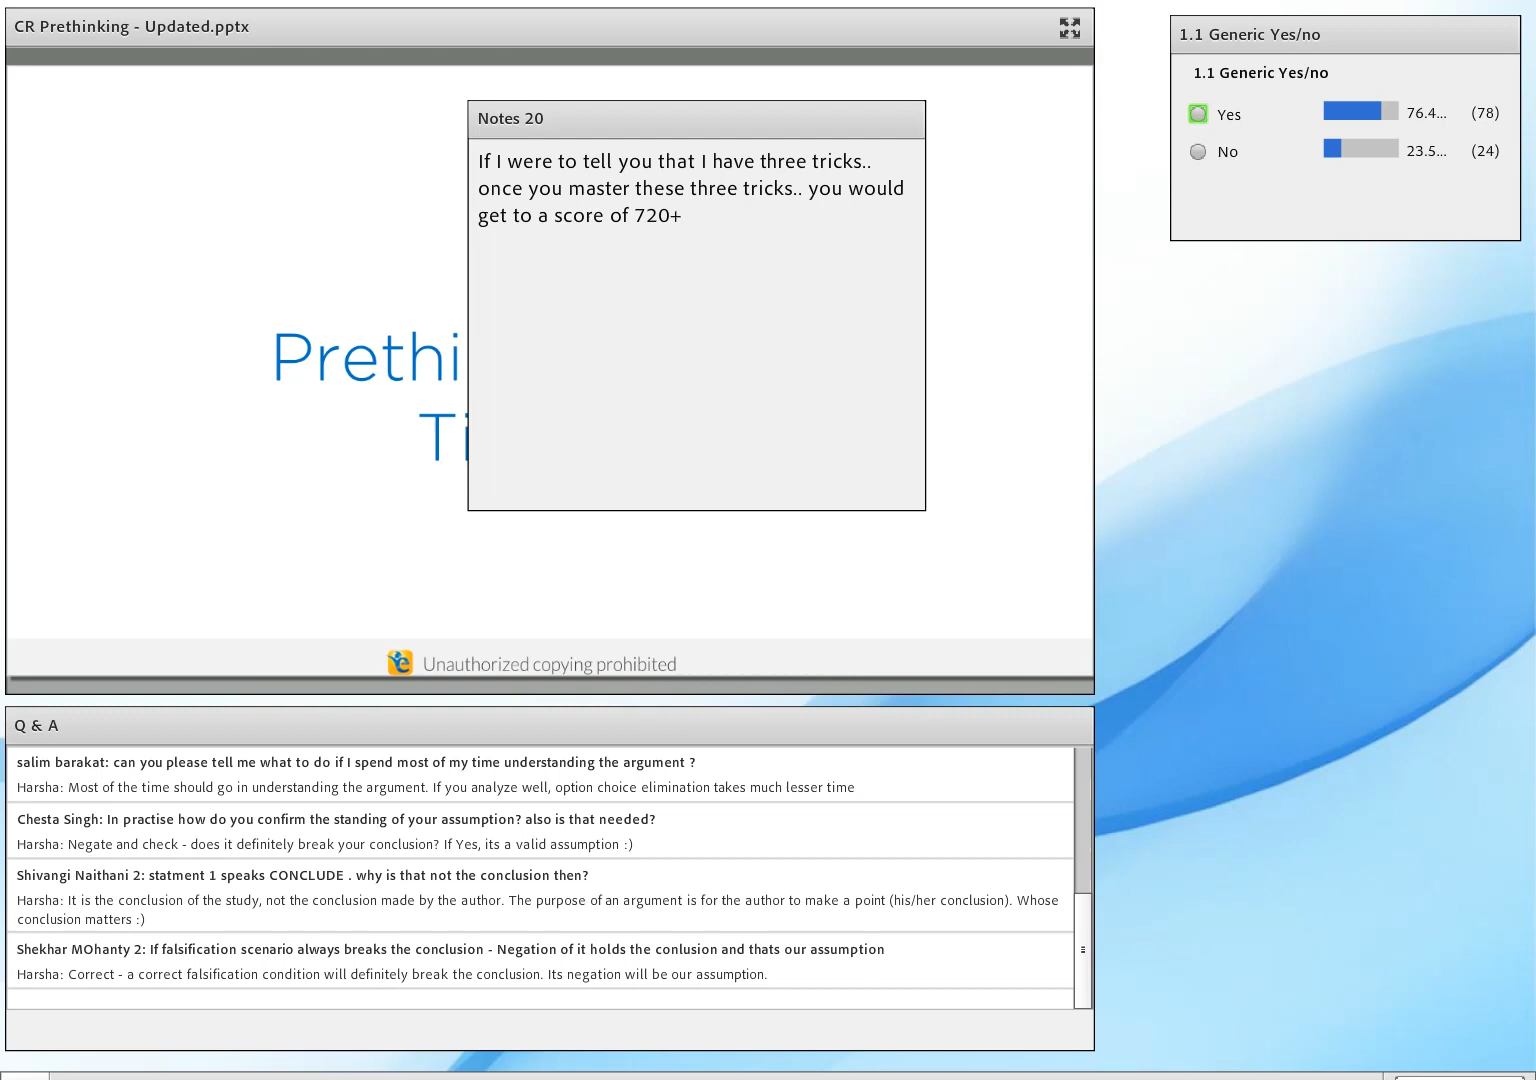 CR Prethinking - Updated.pptx
Notes 20
If I were to tell you that I have three tricks..
once you master these three tricks.. you would
get to a score of 720+
Prethi
Ti
Unauthorized copying prohibited
1.1 Generic Yes/no
1.1 Generic Yes/no
Yes 76.4... (78)
No 23.5... (24)
Q & A
salim barakat: can you please tell me what to do if I spend most of my time understanding the argument ?
Harsha: Most of the time should go in understanding the argument. If you analyze well, option choice elimination takes much lesser time
Chesta Singh: In practise how do you confirm the standing of your assumption? also is that needed?
Harsha: Negate and check - does it definitely break your conclusion? If Yes, its a valid assumption :)
Shivangi Naithani 2: statment 1 speaks CONCLUDE . why is that not the conclusion then?
Harsha: It is the conclusion of the study, not the conclusion made by the author. The purpose of an argument is for the author to make a point (his/her conclusion). Whose
conclusion matters :)
Shekhar MOhanty 2: If falsification scenario always breaks the conclusion - Negation of it holds the conlusion and thats our assumption
Harsha: Correct - a correct falsification condition will definitely break the conclusion. Its negation will be our assumption.